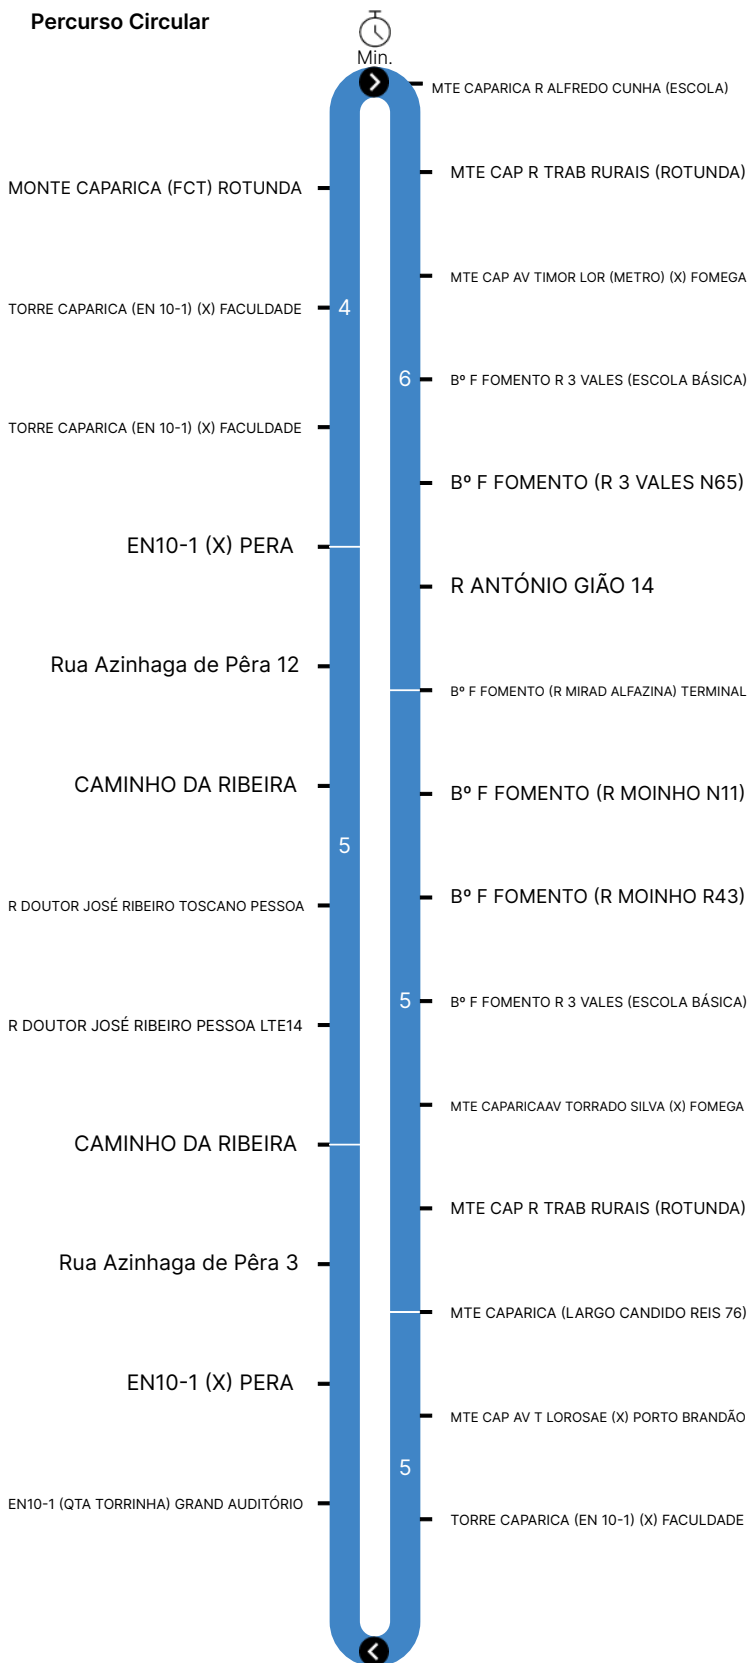 Percurso Circular
Min.
MTE CAPARICA R ALFREDO CUNHA (ESCOLA)
MTE CAP R TRAB RURAIS (ROTUNDA)
MTE CAP AV TIMOR LOR (METRO) (X) FOMEGA
6
Bº F FOMENTO R 3 VALES (ESCOLA BÁSICA)
Bº F FOMENTO (R 3 VALES N65)
R ANTÓNIO GIÃO 14
Bº F FOMENTO (R MIRAD ALFAZINA) TERMINAL
Bº F FOMENTO (R MOINHO N11)
Bº F FOMENTO (R MOINHO R43)
5
Bº F FOMENTO R 3 VALES (ESCOLA BÁSICA)
MTE CAPARICAAV TORRADO SILVA (X) FOMEGA
MTE CAP R TRAB RURAIS (ROTUNDA)
MTE CAPARICA (LARGO CANDIDO REIS 76)
MTE CAP AV T LOROSAE (X) PORTO BRANDÃO
5
TORRE CAPARICA (EN 10-1) (X) FACULDADE
MONTE CAPARICA (FCT) ROTUNDA
TORRE CAPARICA (EN 10-1) (X) FACULDADE
4
TORRE CAPARICA (EN 10-1) (X) FACULDADE
EN10-1 (X) PERA
Rua Azinhaga de Pêra 12
CAMINHO DA RIBEIRA
5
R DOUTOR JOSÉ RIBEIRO TOSCANO PESSOA
R DOUTOR JOSÉ RIBEIRO PESSOA LTE14
CAMINHO DA RIBEIRA
Rua Azinhaga de Pêra 3
EN10-1 (X) PERA
EN10-1 (QTA TORRINHA) GRAND AUDITÓRIO